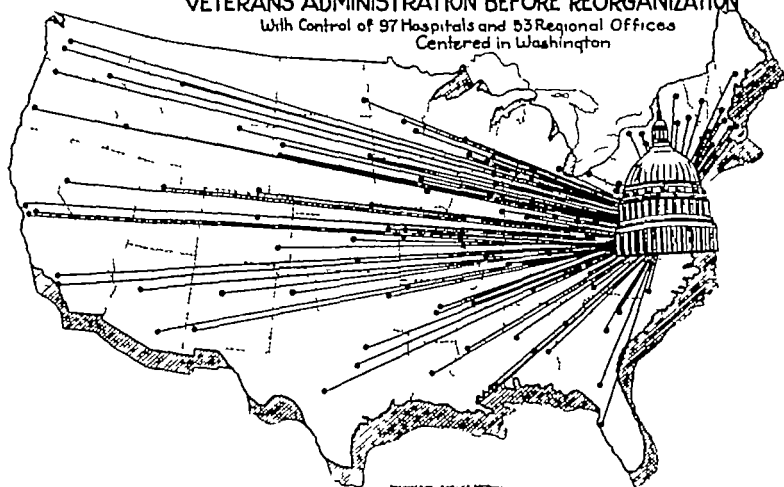 VETERANS ADMINISTRATION BEFORE REORGANIZATION
With Control of 97 Hospitals and 53 Regional Offices
Centered in Washington